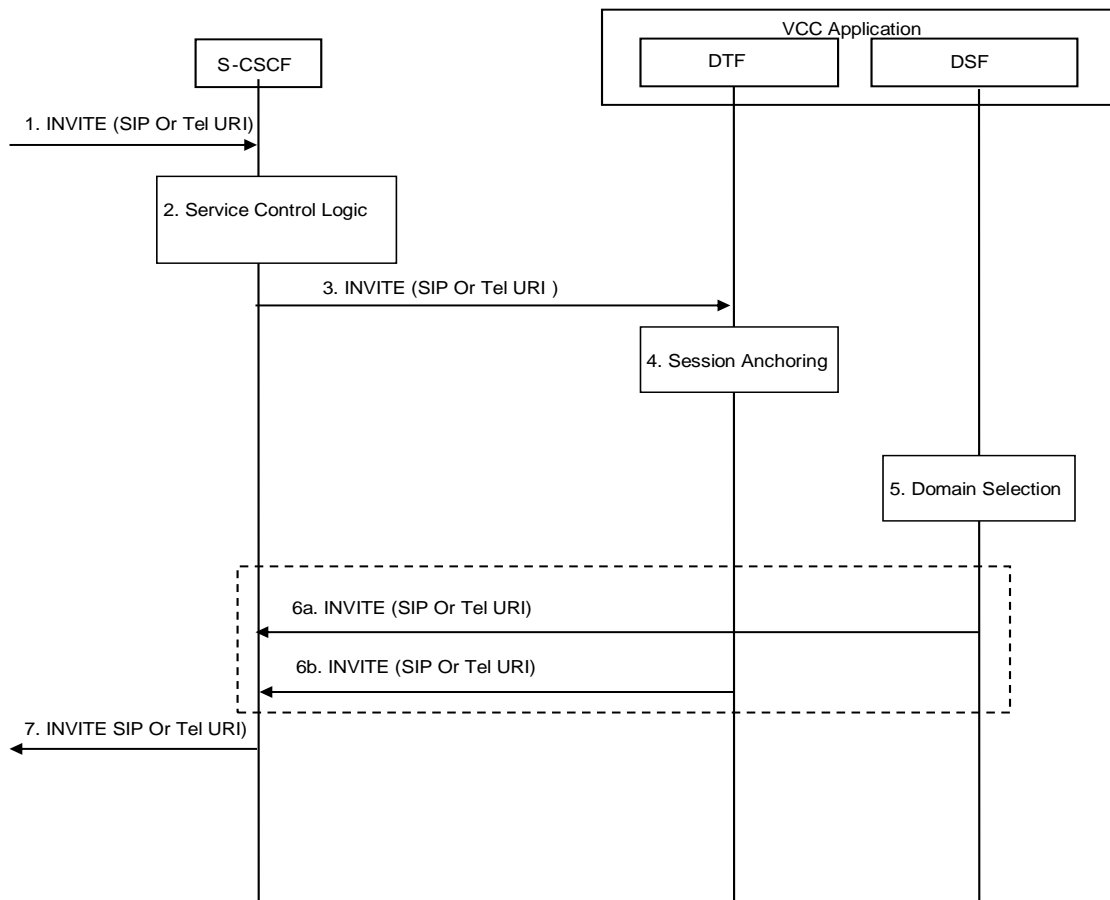 VCC Application
S-CSCF
DTF
DSF
1. INVITE (SIP Or Tel URI)
2. Service Control Logic
3. INVITE (SIP Or Tel URI )
4. Session Anchoring
5. Domain Selection
6a. INVITE (SIP Or Tel URI)
6b. INVITE (SIP Or Tel URI)
7. INVITE SIP Or Tel URI)